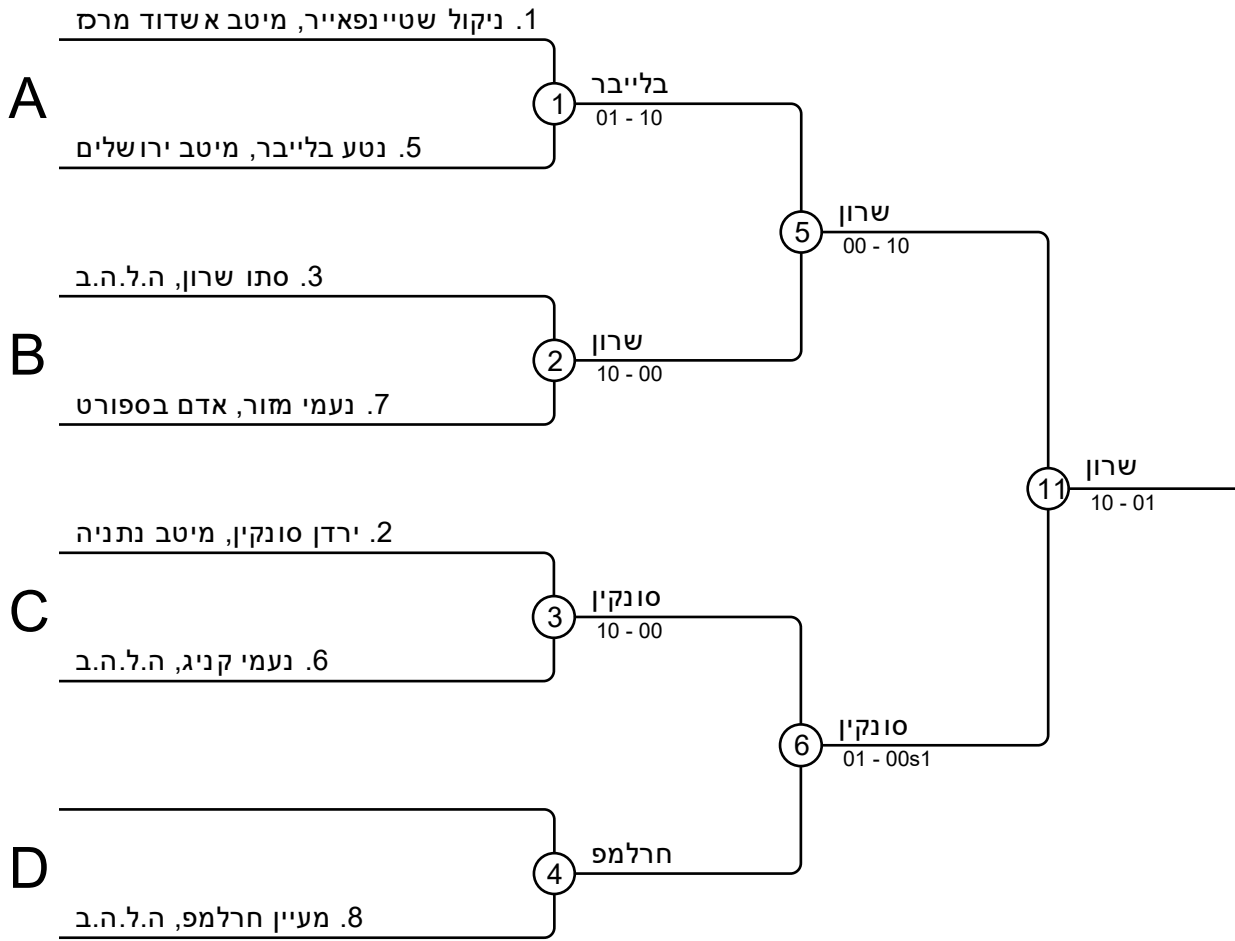 1. ניקול שטיינפאייר, מיטב אשדוד מרכז
A
1
בלייבר
01 - 10
5. נטע בלייבר, מיטב ירושלים
5
שרון
00 - 10
3. סתו שרון, ה.ל.ה.ב
B
2
שרון
10 - 00
7. נעמי מזור, אדם בספורט
11
שרון
10 - 01
2. ירדן סונקין, מיטב נתניה
C
3
סונקין
10 - 00
6. נעמי קניג, ה.ל.ה.ב
6
סונקין
01 - 00s1
D
4
חרלמפ
8. מעיין חרלמפ, ה.ל.ה.ב